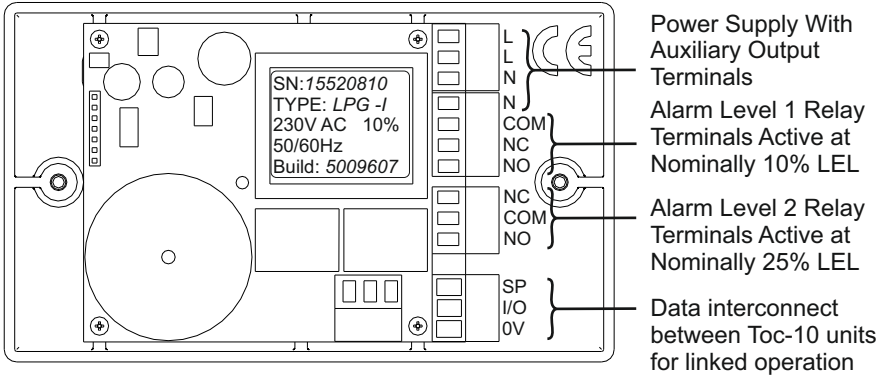 SN:15520810
TYPE: LPG -I
230V AC 10%
50/60Hz
Build: 5009607
L
L
N
N
COM
NC
NO
NC
COM
NO
SP
I/O
0V
CE
Power Supply With
Auxiliary Output
Terminals
Alarm Level 1 Relay
Terminals Active at
Nominally 10% LEL
Alarm Level 2 Relay
Terminals Active at
Nominally 25% LEL
Data interconnect
between Toc-10 units
for linked operation